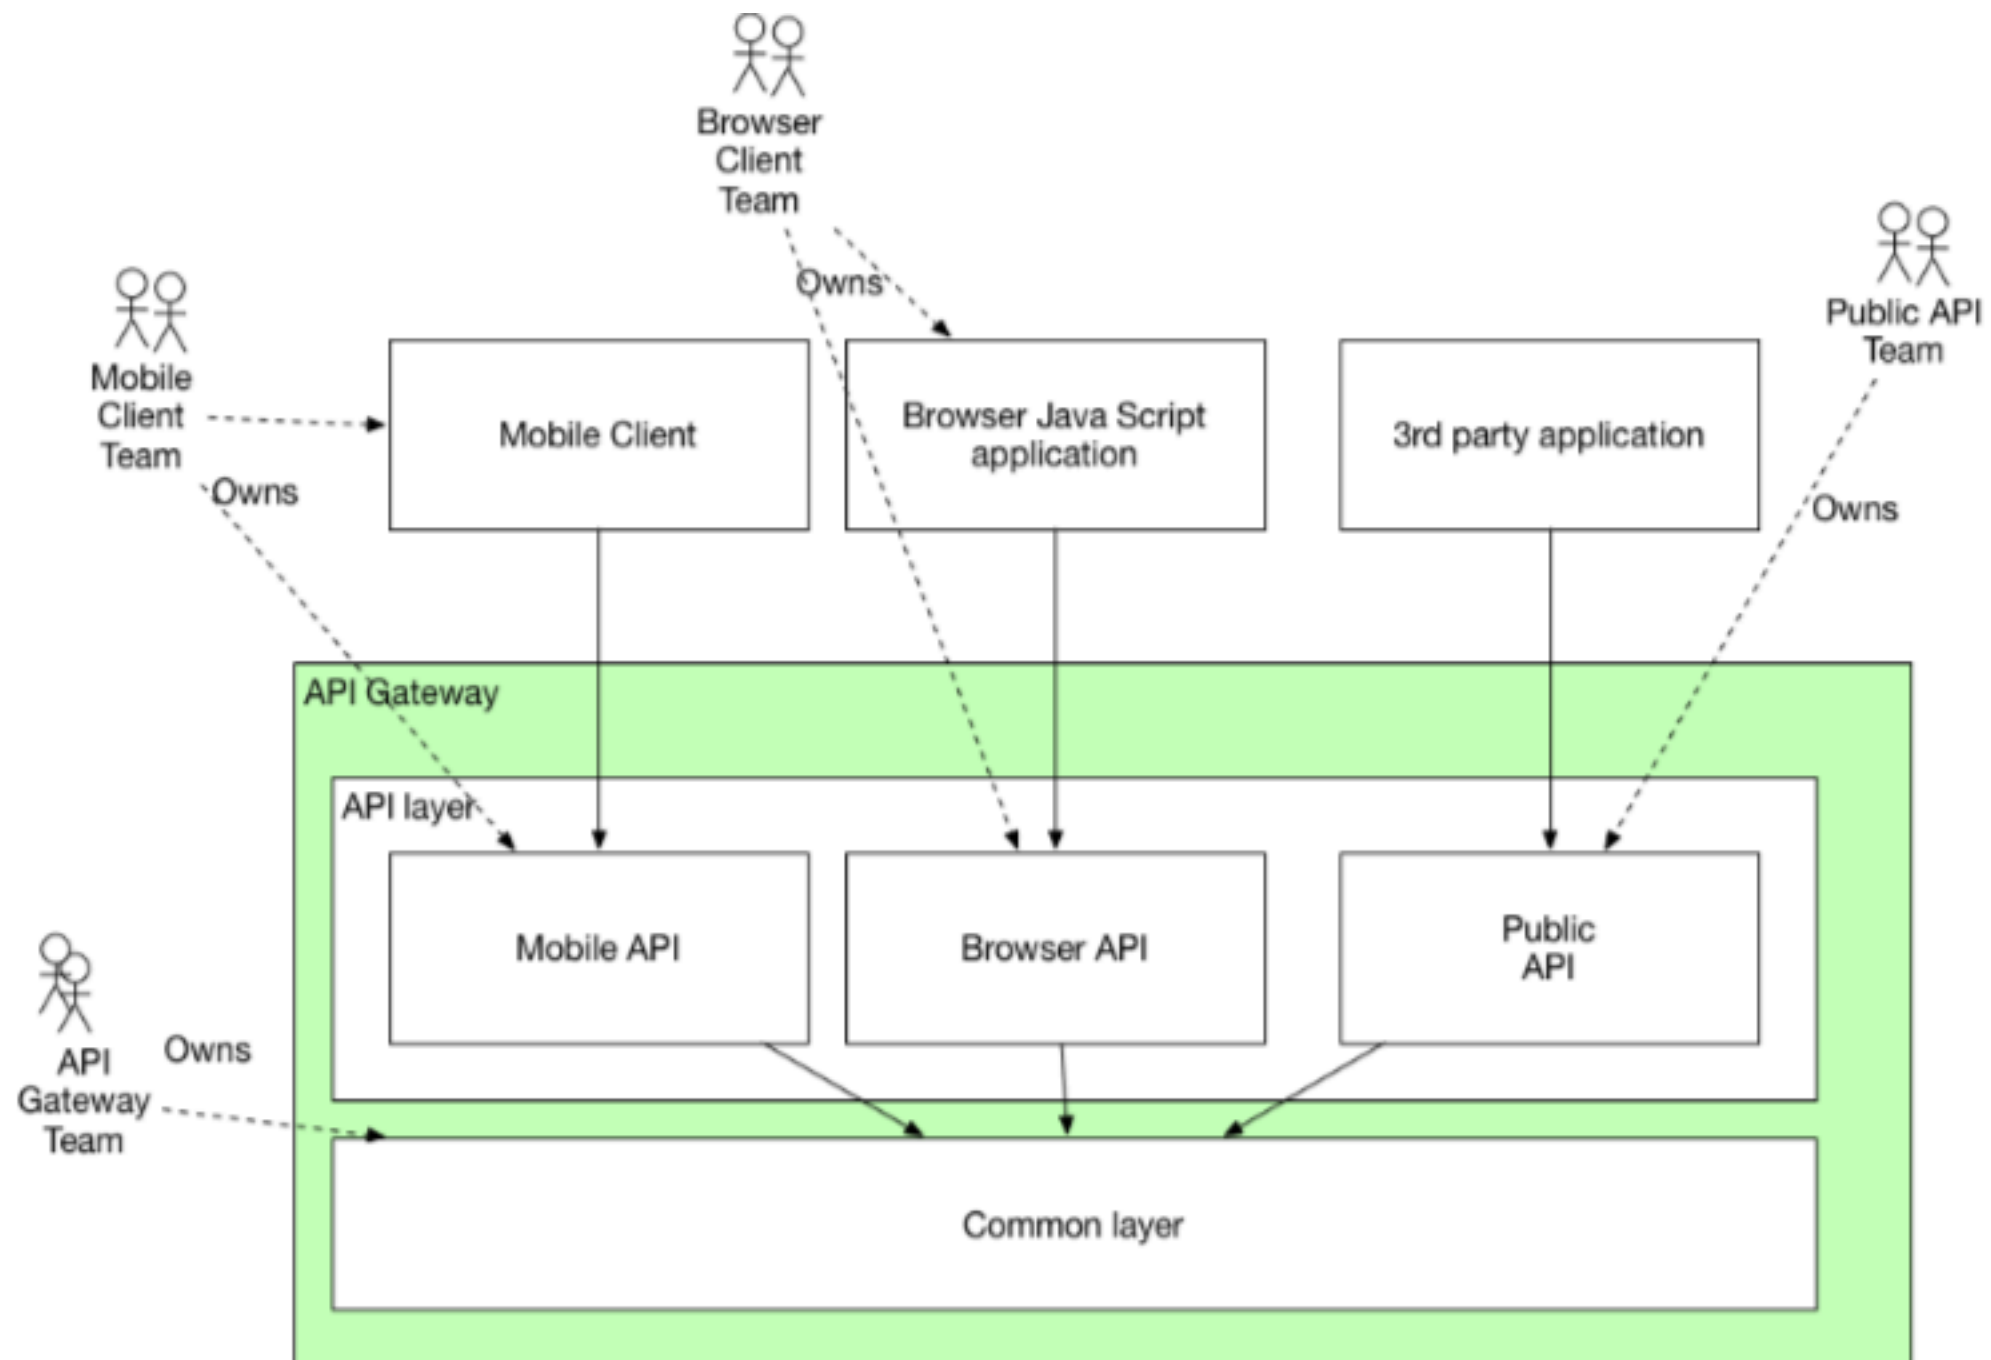 Browser
Client
Team
Public API
Team
Owns
Mobile
Client
Team
Mobile Client
Browser Java Script
application
3rd party application
Owns
Owns
API Gateway
API layer
Mobile API
Browser API
Public
API
API
Gateway
Team
Owns
Common layer